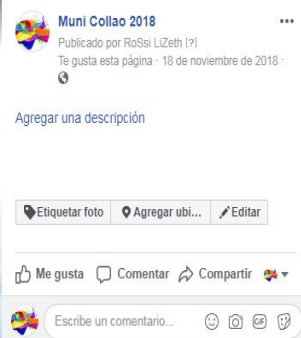 Muni Collao 2018
Publicado por RoSsi LiZeth [?]
Te gusta esta página · 18 de noviembre de 2018 ·
Agregar una descripción
Etiquetar foto Agregar ubi... Editar
Me gusta Comentar Compartir
Escribe un comentario...
GIF